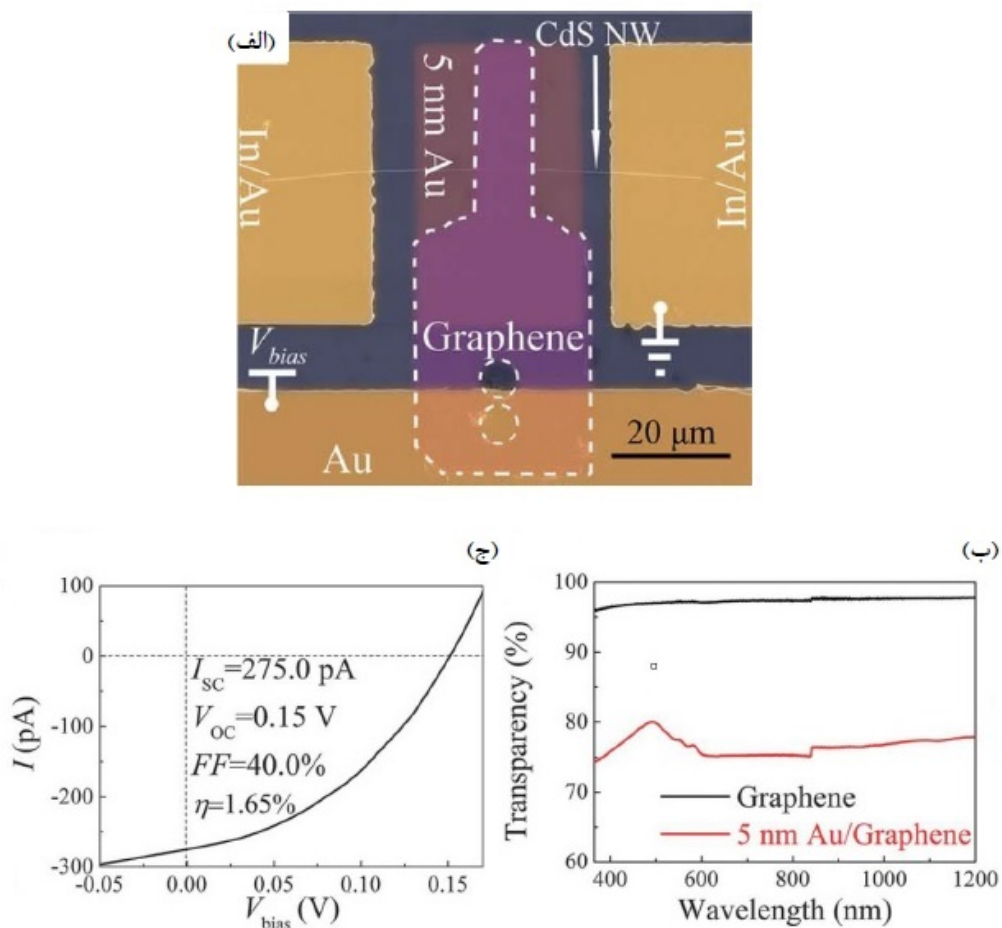 (الف)
CdS NW
5 nm Au
In/Au
In/Au
Graphene
V_bias
20 μm
Au
(ج)
100
0
-100
-200
-300
I (pA)
I_SC=275.0 pA
V_OC=0.15 V
FF=40.0%
η=1.65%
-0.05
0.00
0.05
0.10
0.15
V_bias (V)
(ب)
100
90
80
70
60
Transparency (%)
Graphene
5 nm Au/Graphene
400
600
800
1000
1200
Wavelength (nm)